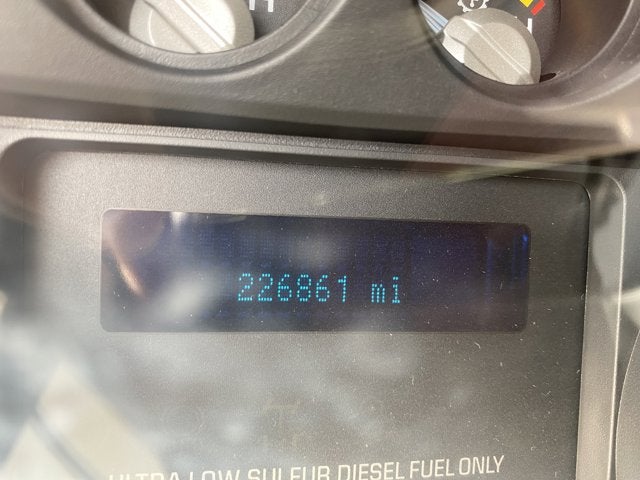 H
H
226861 mi
ULTRA LOW SULFUR DIESEL FUEL ONLY